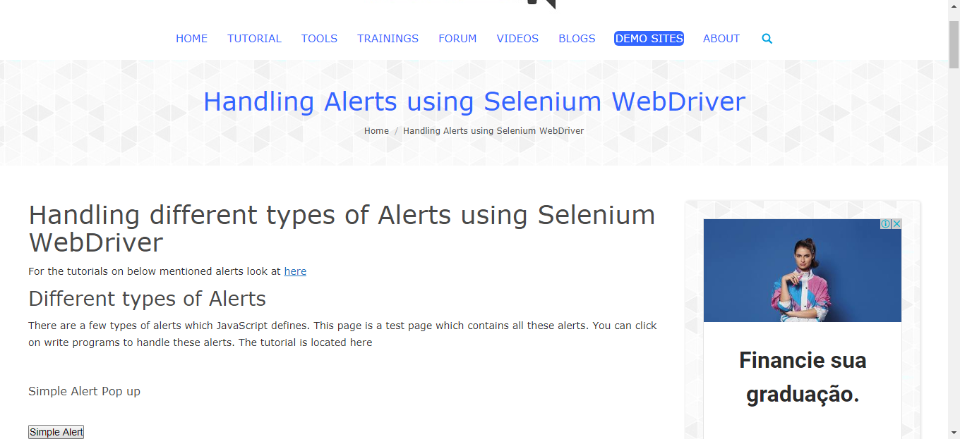 HOME TUTORIAL TOOLS TRAININGS FORUM VIDEOS BLOGS DEMO SITES ABOUT
Handling Alerts using Selenium WebDriver
Home / Handling Alerts using Selenium WebDriver
Handling different types of Alerts using Selenium
WebDriver
For the tutorials on below mentioned alerts look at here
Different types of Alerts
There are a few types of alerts which JavaScript defines. This page is a test page which contains all these alerts. You can click
on write programs to handle these alerts. The tutorial is located here
Simple Alert Pop up
Simple Alert
Financie sua
graduação.